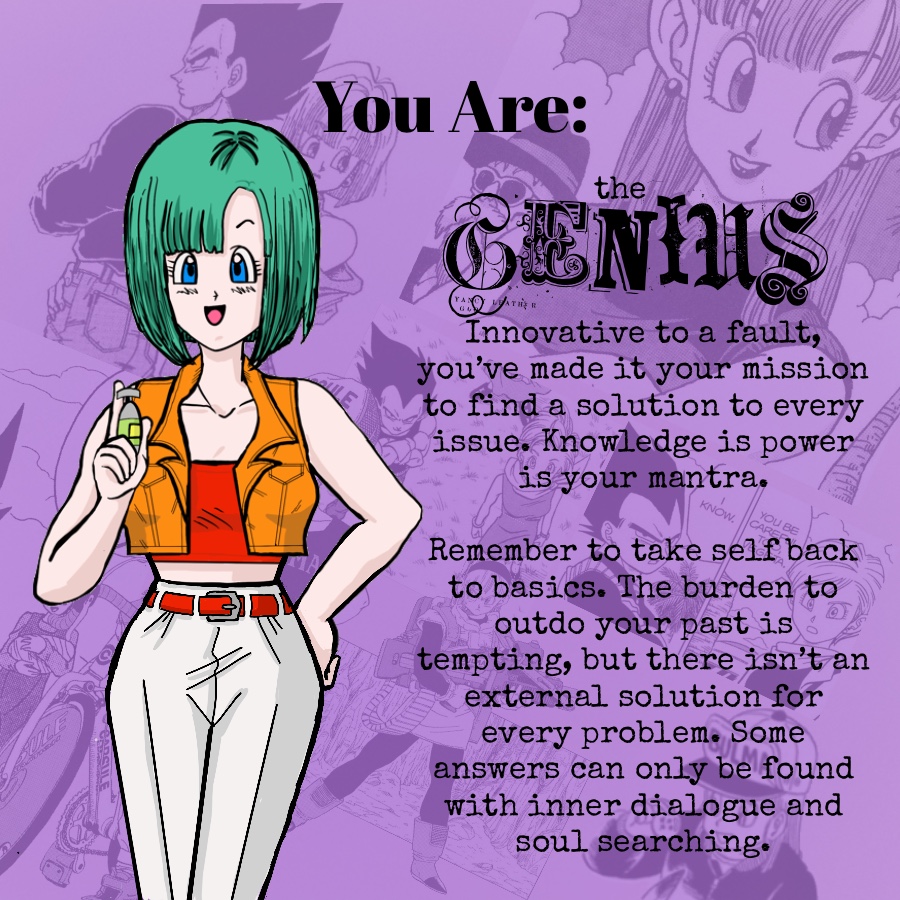 You Are:
the
GENIUS
Innovative to a fault,
you've made it your mission
to find a solution to every
issue. Knowledge is power
is your mantra.
Remember to take self back
to basics. The burden to
outdo your past is
tempting, but there isn't an
external solution for
every problem. Some
answers can only be found
with inner dialogue and
soul searching.
KNOW.
YOU BE